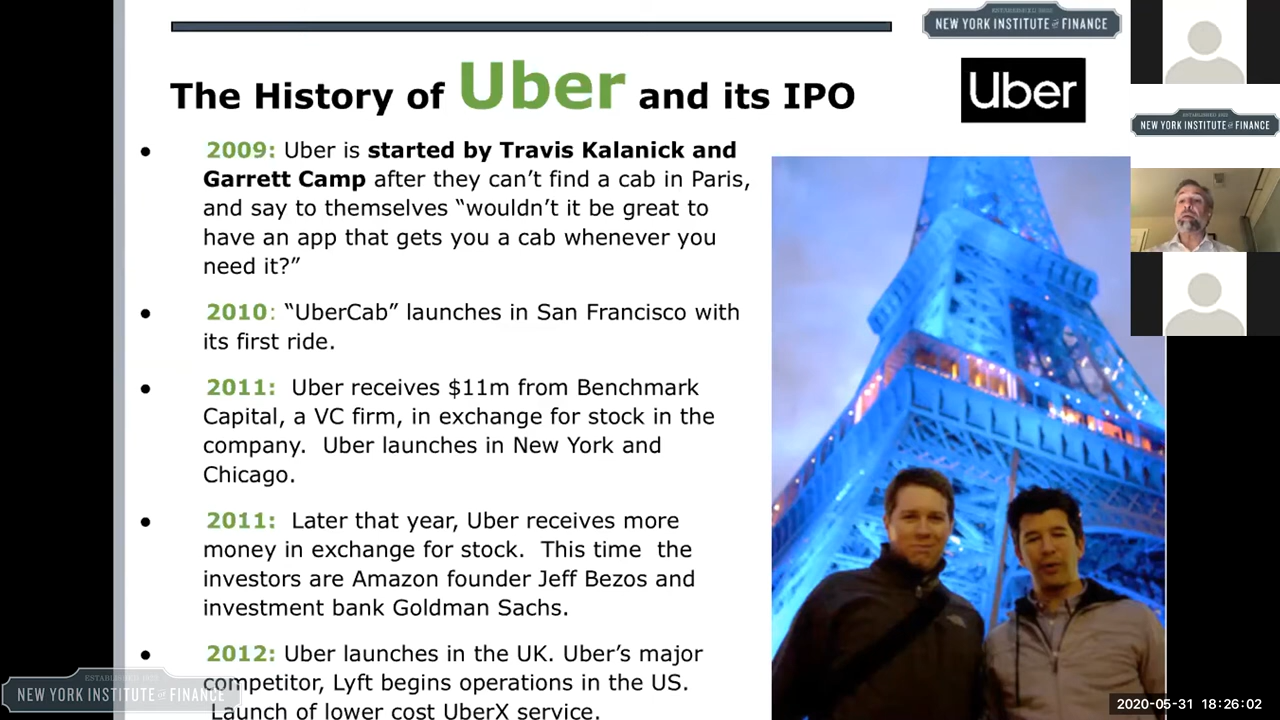 ESTABLISHED 1922
NEW YORK INSTITUTE OF FINANCE
The History of Uber and its IPO
Uber
NEW YORK INSTITUTE OF FINANCE
• 2009: Uber is started by Travis Kalanick and
Garrett Camp after they can’t find a cab in Paris,
and say to themselves “wouldn’t it be great to
have an app that gets you a cab whenever you
need it?”
• 2010: “UberCab” launches in San Francisco with
its first ride.
• 2011: Uber receives $11m from Benchmark
Capital, a VC firm, in exchange for stock in the
company. Uber launches in New York and
Chicago.
• 2011: Later that year, Uber receives more
money in exchange for stock. This time the
investors are Amazon founder Jeff Bezos and
investment bank Goldman Sachs.
• 2012: Uber launches in the UK. Uber’s major
competitor, Lyft begins operations in the US.
Launch of lower cost UberX service.
ESTABLISHED 1922
NEW YORK INSTITUTE OF FINANCE
2020-05-31 18:26:02